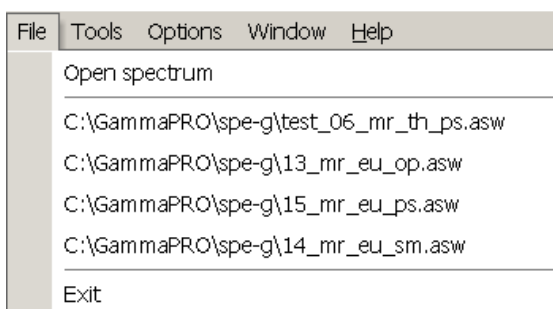 File Tools Options Window Help
Open spectrum
C:\GammaPRO\spe-g\test_06_mr_th_ps.asw
C:\GammaPRO\spe-g\13_mr_eu_op.asw
C:\GammaPRO\spe-g\15_mr_eu_ps.asw
C:\GammaPRO\spe-g\14_mr_eu_sm.asw
Exit